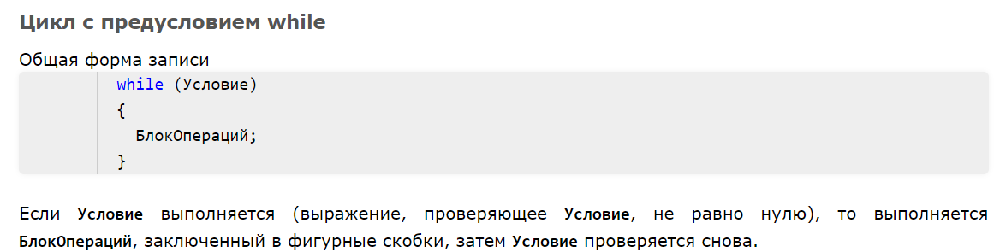 Цикл с предусловием while
Общая форма записи
while (Условие)
{
БлокОпераций;
}
Если Условие выполняется (выражение, проверяющее Условие, не равно нулю), то выполняется
БлокОпераций, заключенный в фигурные скобки, затем Условие проверяется снова.